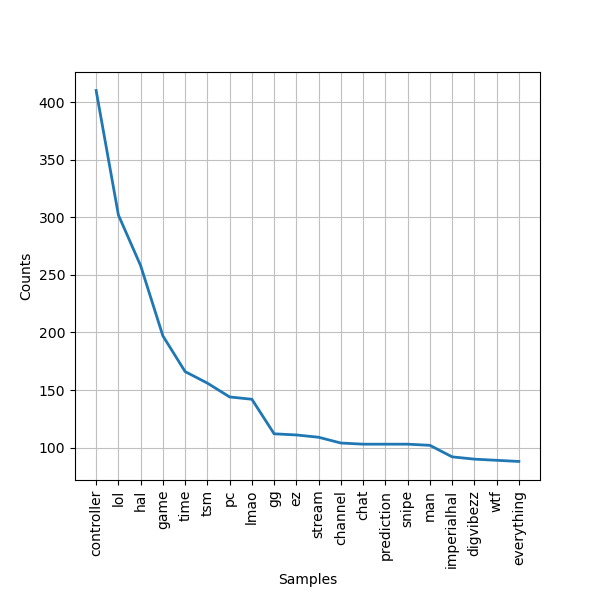 400
350
300
250
200
150
100
Counts
controller
lol
hal
game
time
tsm
pc
lmao
gg
ez
stream
channel
chat
prediction
snipe
man
imperialhal
digvibezz
wtf
everything
Samples